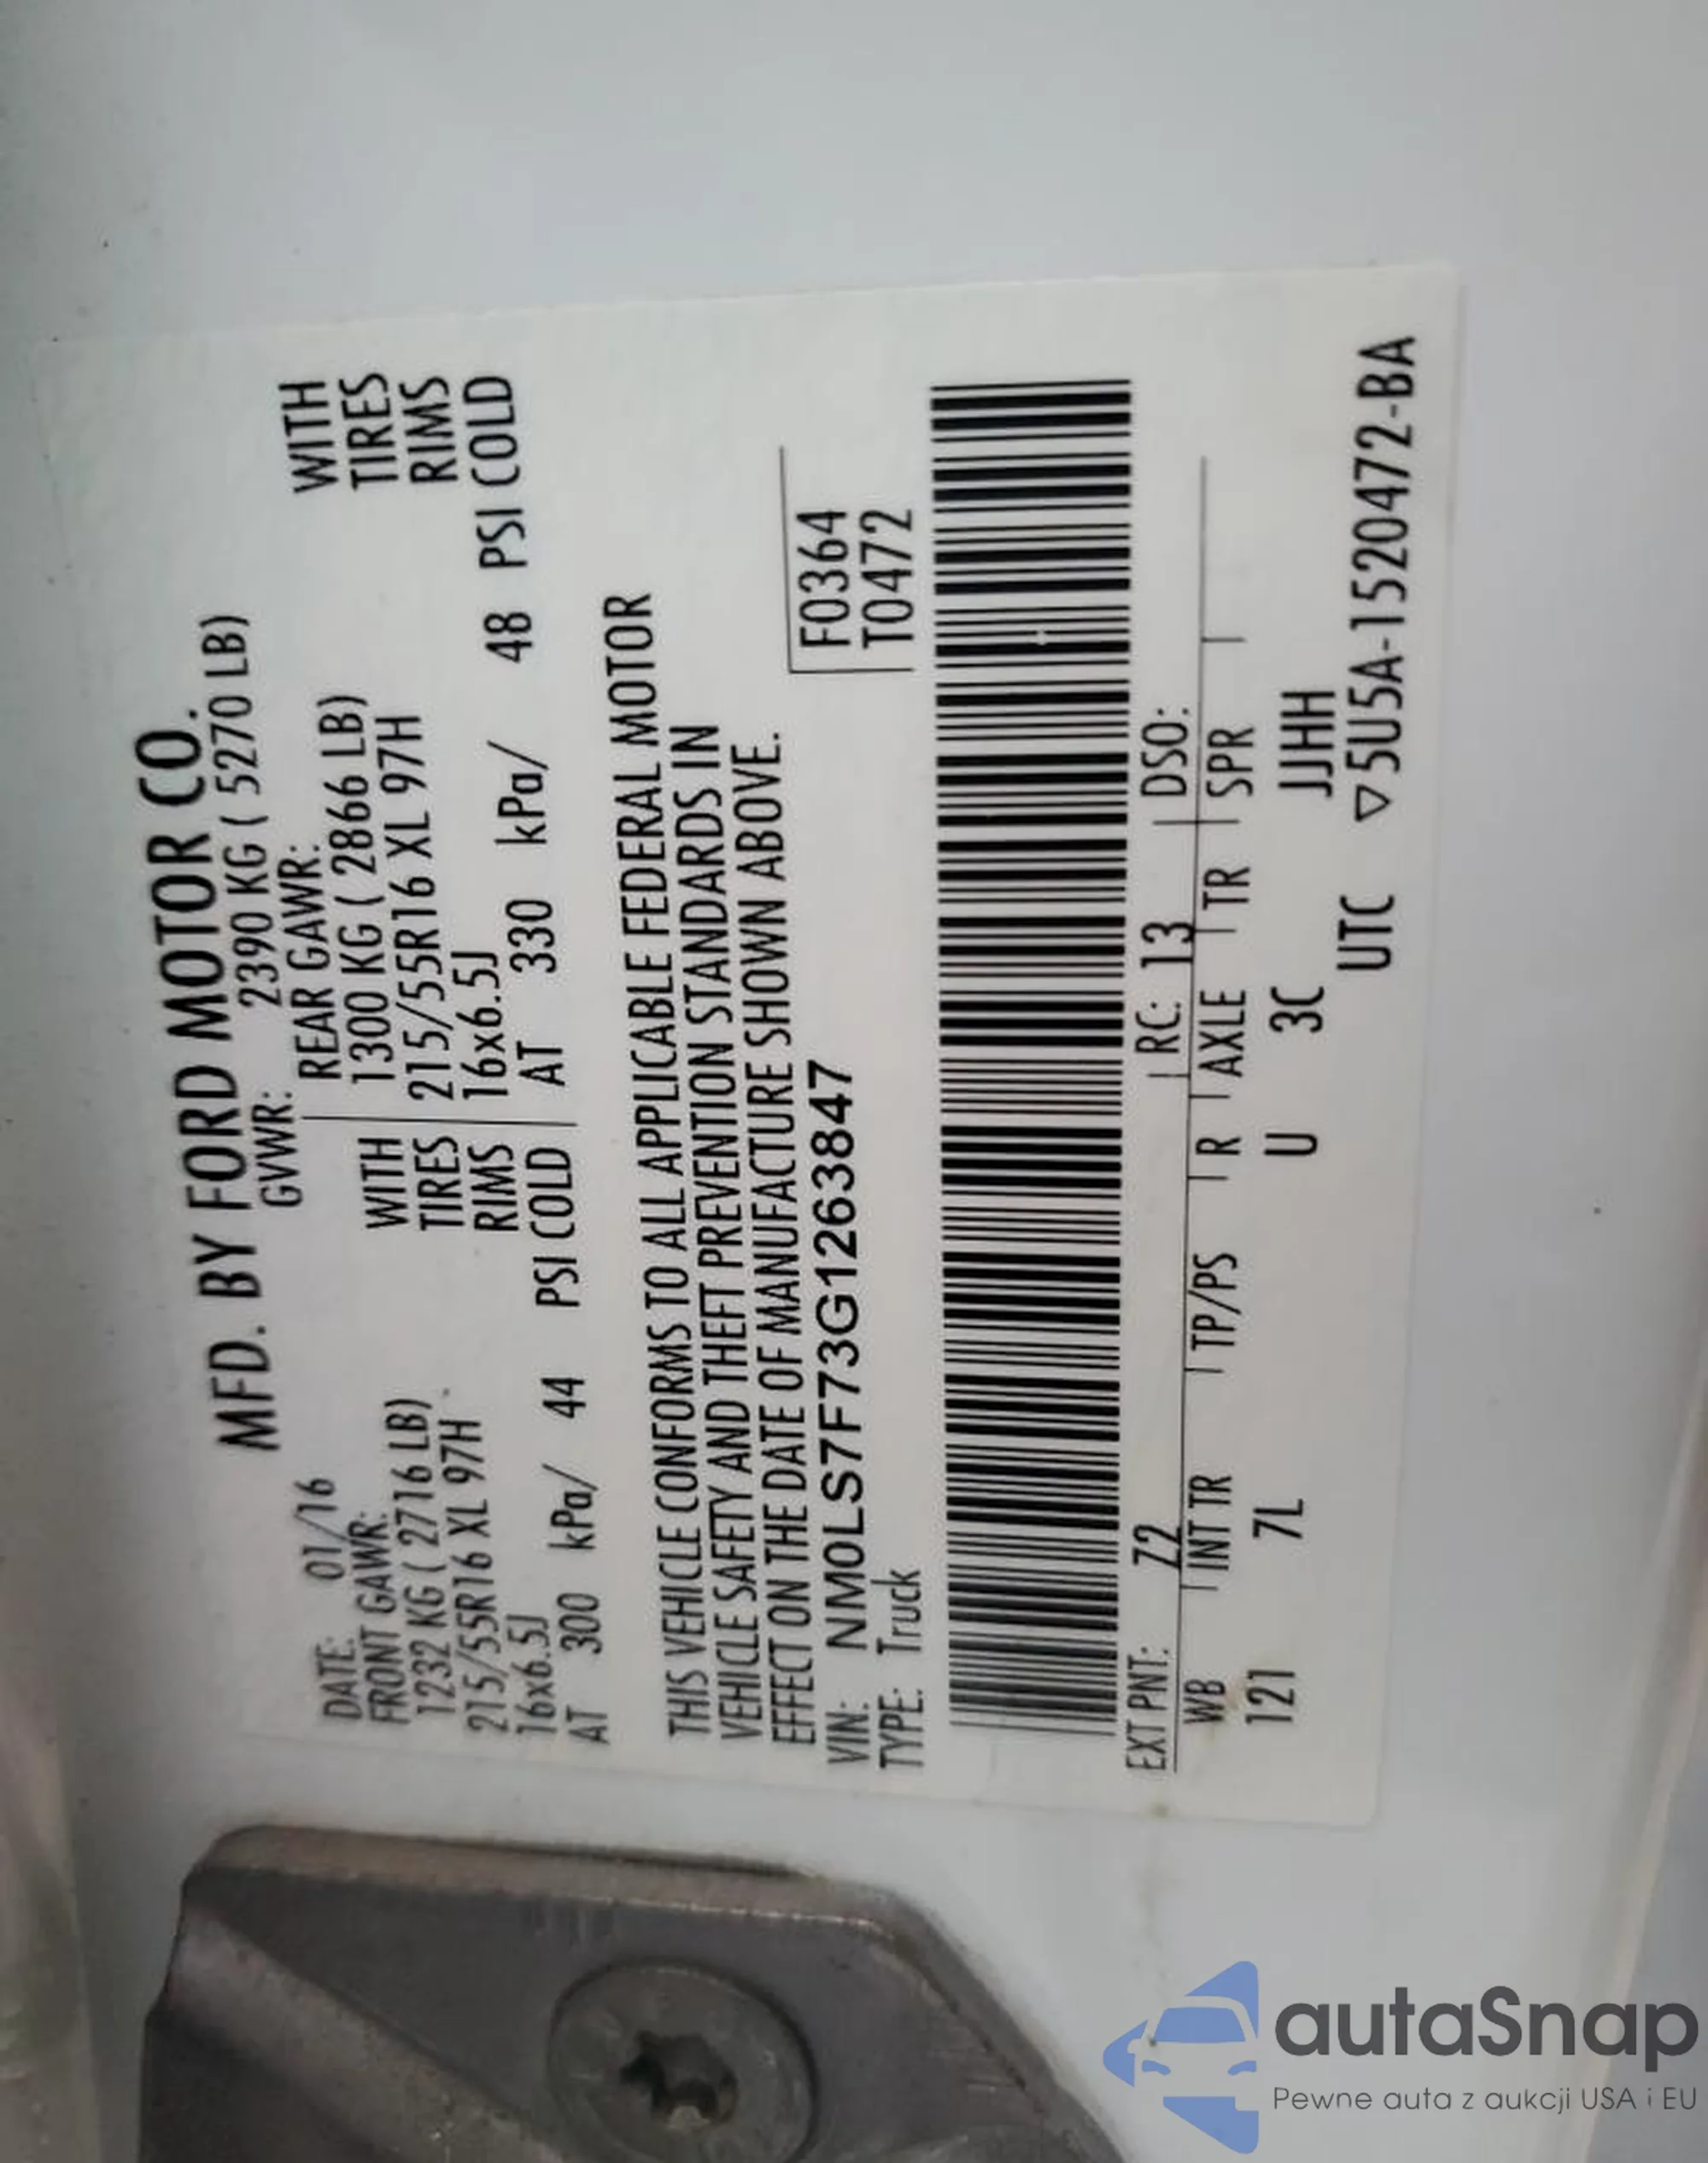 MFD. BY FORD MOTOR CO.
DATE: 01/16 GVWR: 2390 KG ( 5270 LB)
FRONT GAWR: REAR GAWR:
1232 KG ( 2716 LB) WITH 1300 KG ( 2866 LB) WITH
215/55R16 XL 97H TIRES 215/55R16 XL 97H TIRES
16x6.5J RIMS 16x6.5J RIMS
AT 300 kPa/ 44 PSI COLD AT 330 kPa/ 48 PSI COLD
THIS VEHICLE CONFORMS TO ALL APPLICABLE FEDERAL MOTOR
VEHICLE SAFETY AND THEFT PREVENTION STANDARDS IN
EFFECT ON THE DATE OF MANUFACTURE SHOWN ABOVE.
VIN: NM0LS7F73G1263847 F0364
TYPE: Truck T0472
EXT PNT: Z2 RC: 13 DSO:
WB INT TR TP/PS R AXLE TR SPR
121 7L U 3C JJHH
UTC ▽5U5A-1520472-BA
autaSnap
Pewne auta z aukcji USA i EU